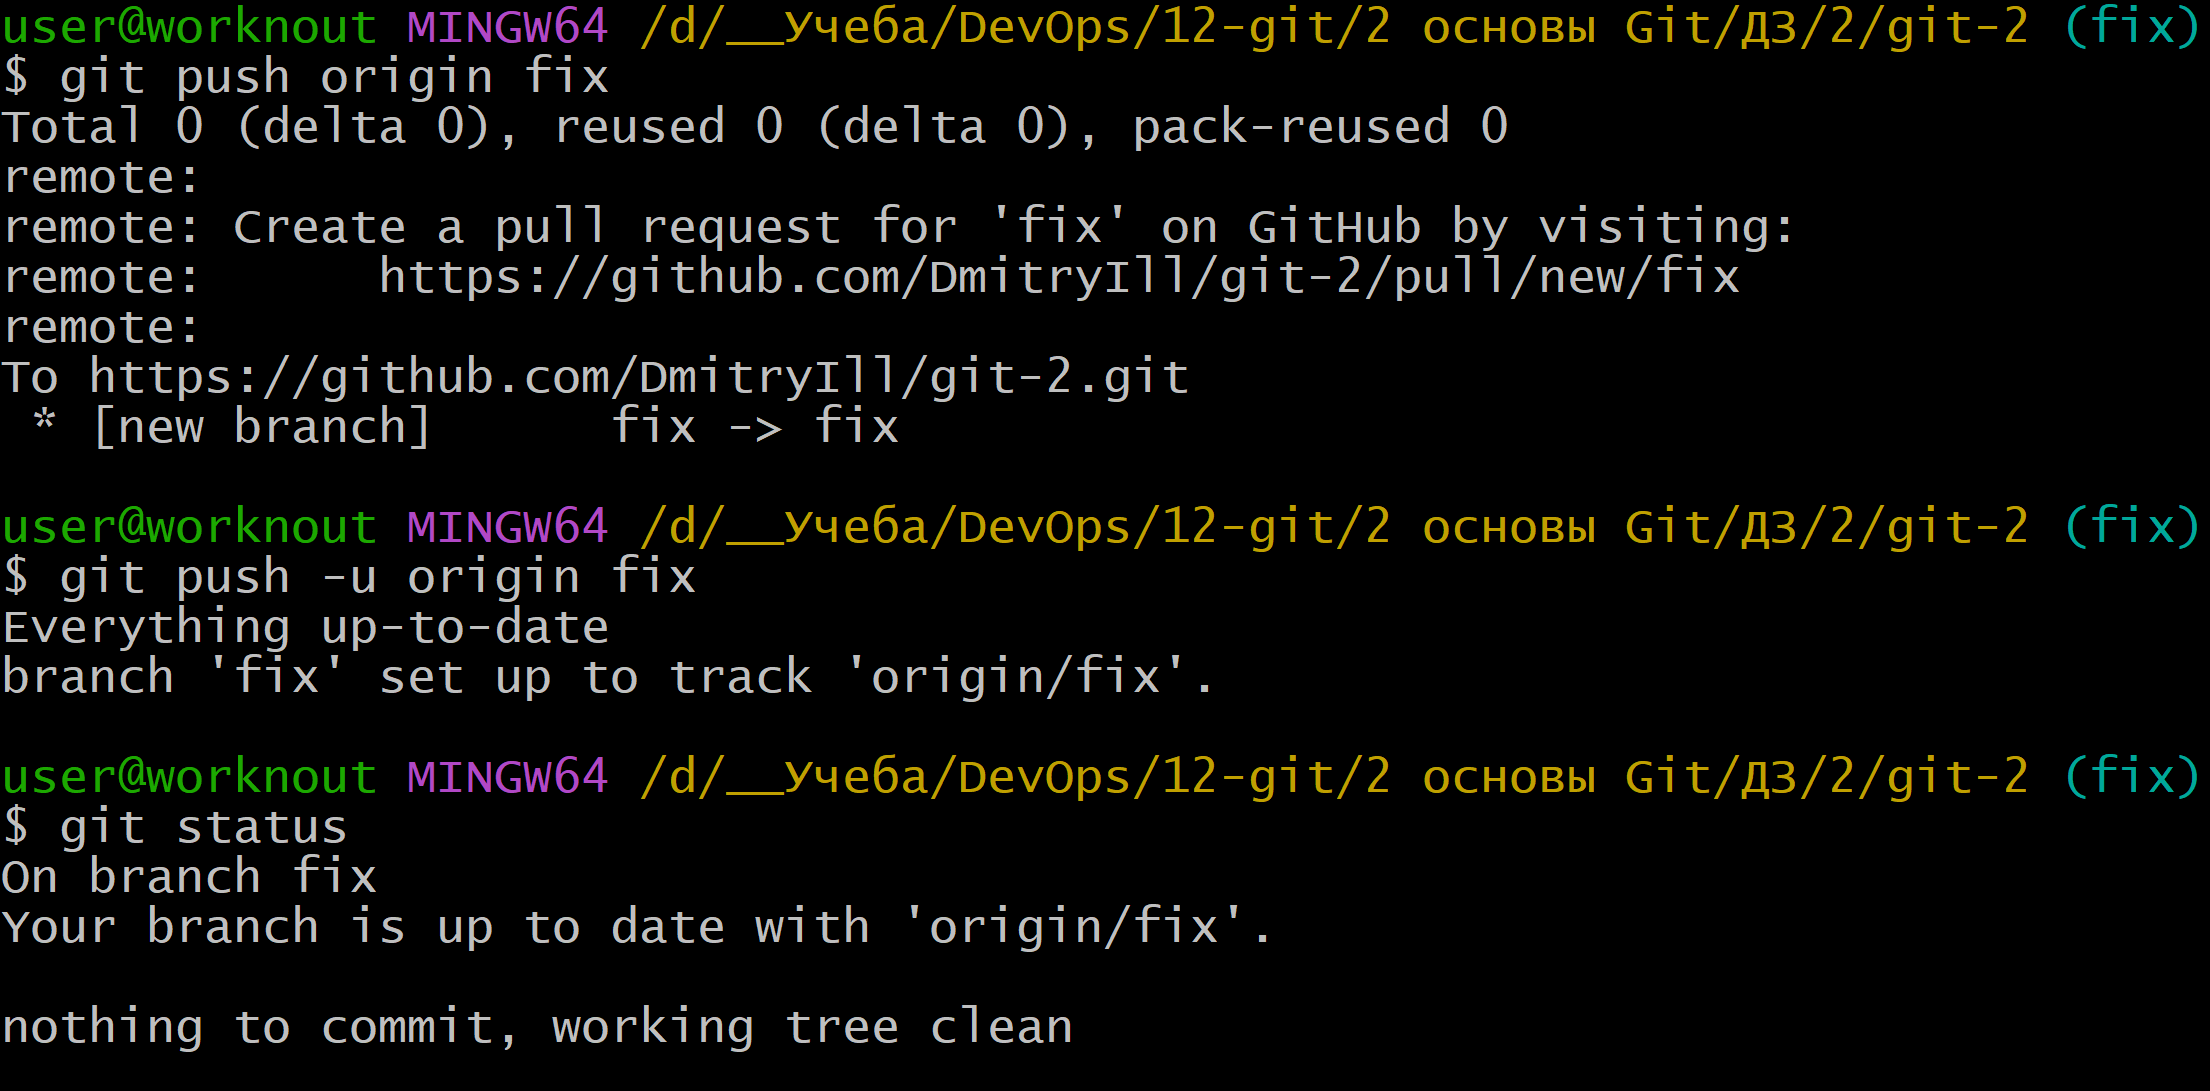 user@worknout MINGW64 /d/__Учеба/DevOps/12-git/2 основы Git/ДЗ/2/git-2 (fix)
$ git push origin fix
Total 0 (delta 0), reused 0 (delta 0), pack-reused 0
remote:
remote: Create a pull request for 'fix' on GitHub by visiting:
remote:      https://github.com/DmitryIll/git-2/pull/new/fix
remote:
To https://github.com/DmitryIll/git-2.git
 * [new branch]      fix -> fix
user@worknout MINGW64 /d/__Учеба/DevOps/12-git/2 основы Git/ДЗ/2/git-2 (fix)
$ git push -u origin fix
Everything up-to-date
branch 'fix' set up to track 'origin/fix'.
user@worknout MINGW64 /d/__Учеба/DevOps/12-git/2 основы Git/ДЗ/2/git-2 (fix)
$ git status
On branch fix
Your branch is up to date with 'origin/fix'.
nothing to commit, working tree clean